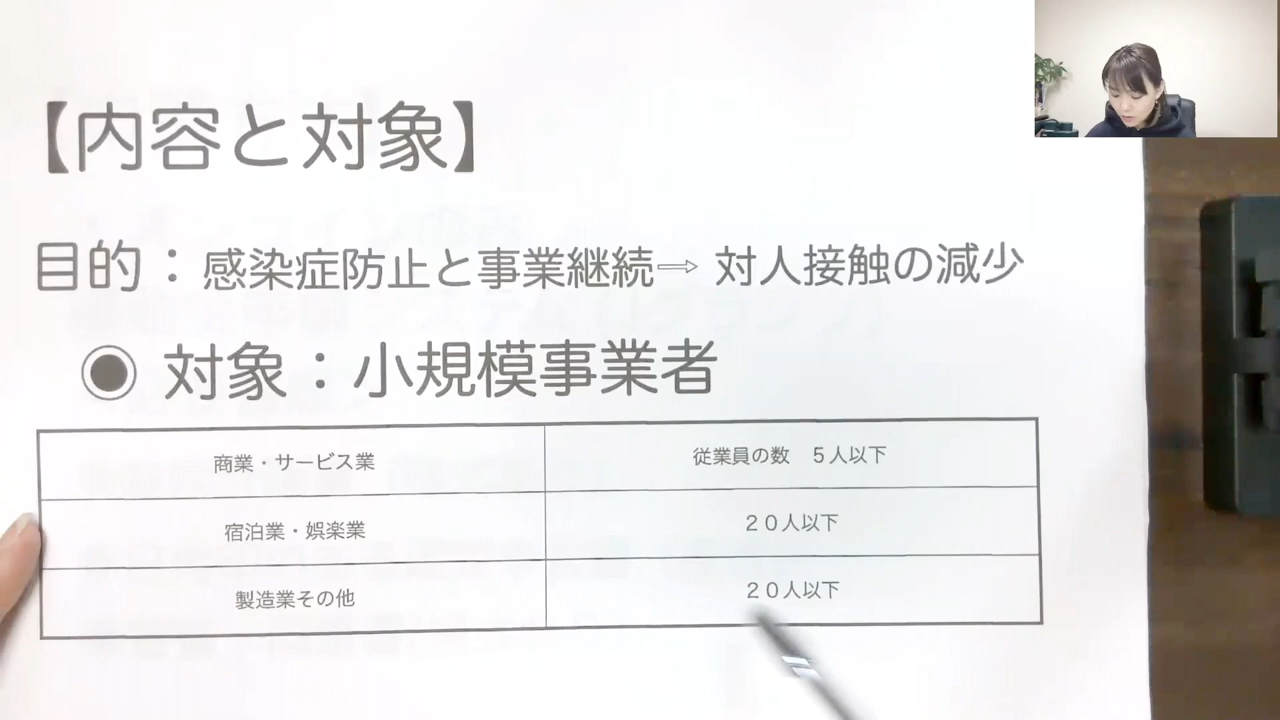 【内容と対象】
目的：感染症防止と事業継続⇨ 対人接触の減少
◉ 対象：小規模事業者
商業・サービス業 従業員の数 ５人以下
宿泊業・娯楽業 ２０人以下
製造業その他 ２０人以下